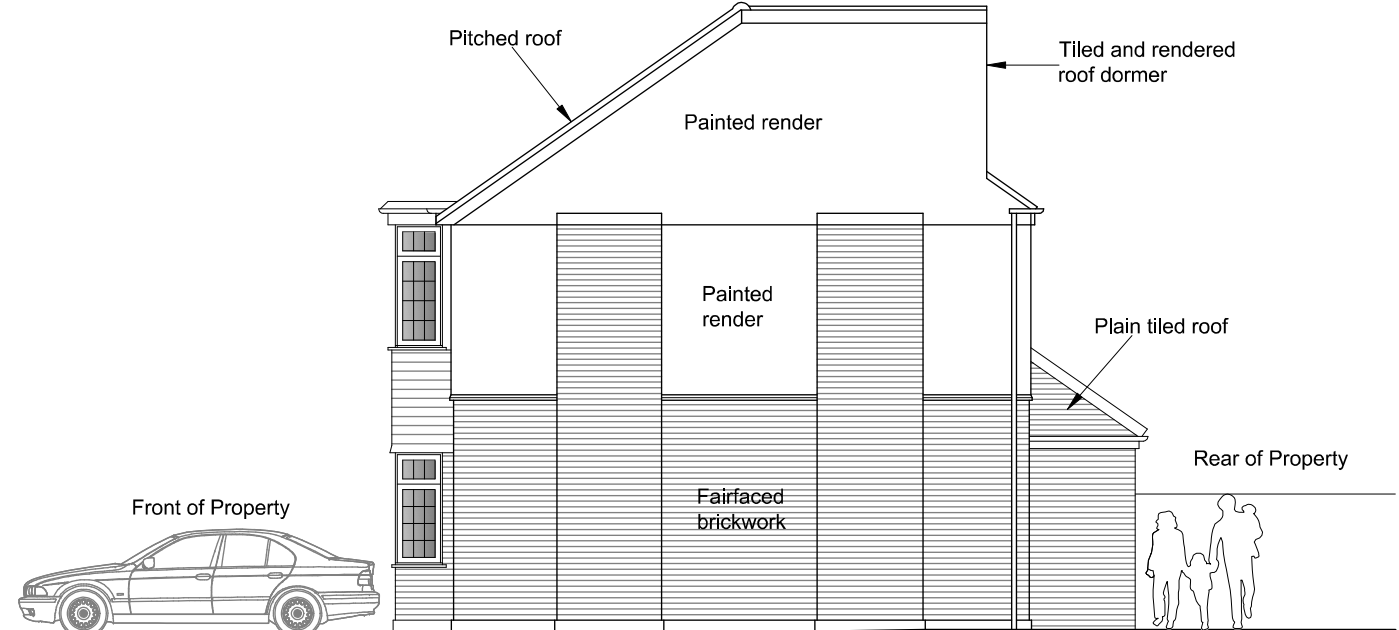 Pitched roof
Tiled and rendered
roof dormer
Painted render
Painted
render
Plain tiled roof
Rear of Property
Fairfaced
brickwork
Front of Property